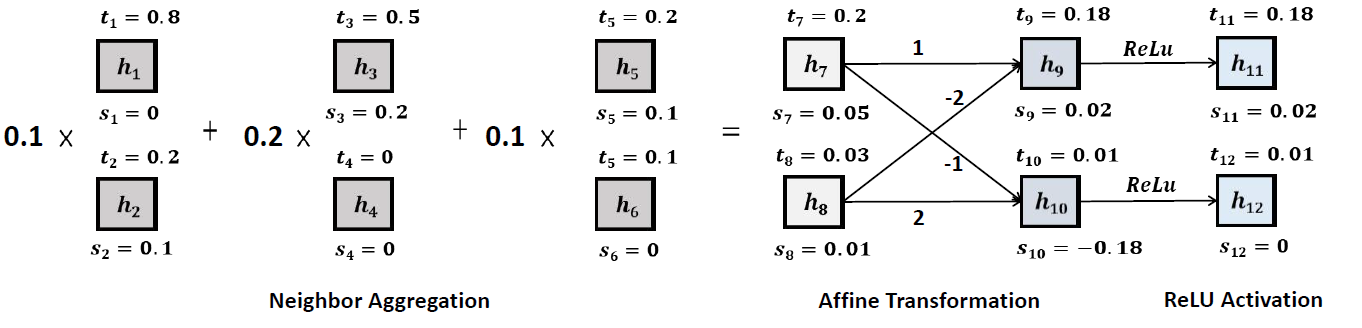 t₁ = 0.8 t₃ = 0.5 t₅ = 0.2 t₇ = 0.2 t₉ = 0.18 t₁₁ = 0.18
h₁ h₃ h₅ h₇ 1 h₉ ReLu h₁₁
s₁ = 0 s₃ = 0.2 s₅ = 0.1 s₇ = 0.05 -2 s₉ = 0.02 s₁₁ = 0.02
0.1 × + 0.2 × + 0.1 × =
t₂ = 0.2 t₄ = 0 t₅ = 0.1 t₈ = 0.03 -1 t₁₀ = 0.01 t₁₂ = 0.01
h₂ h₄ h₆ h₈ 2 h₁₀ ReLu h₁₂
s₂ = 0.1 s₄ = 0 s₆ = 0 s₈ = 0.01 s₁₀ = −0.18 s₁₂ = 0
Neighbor Aggregation Affine Transformation ReLU Activation